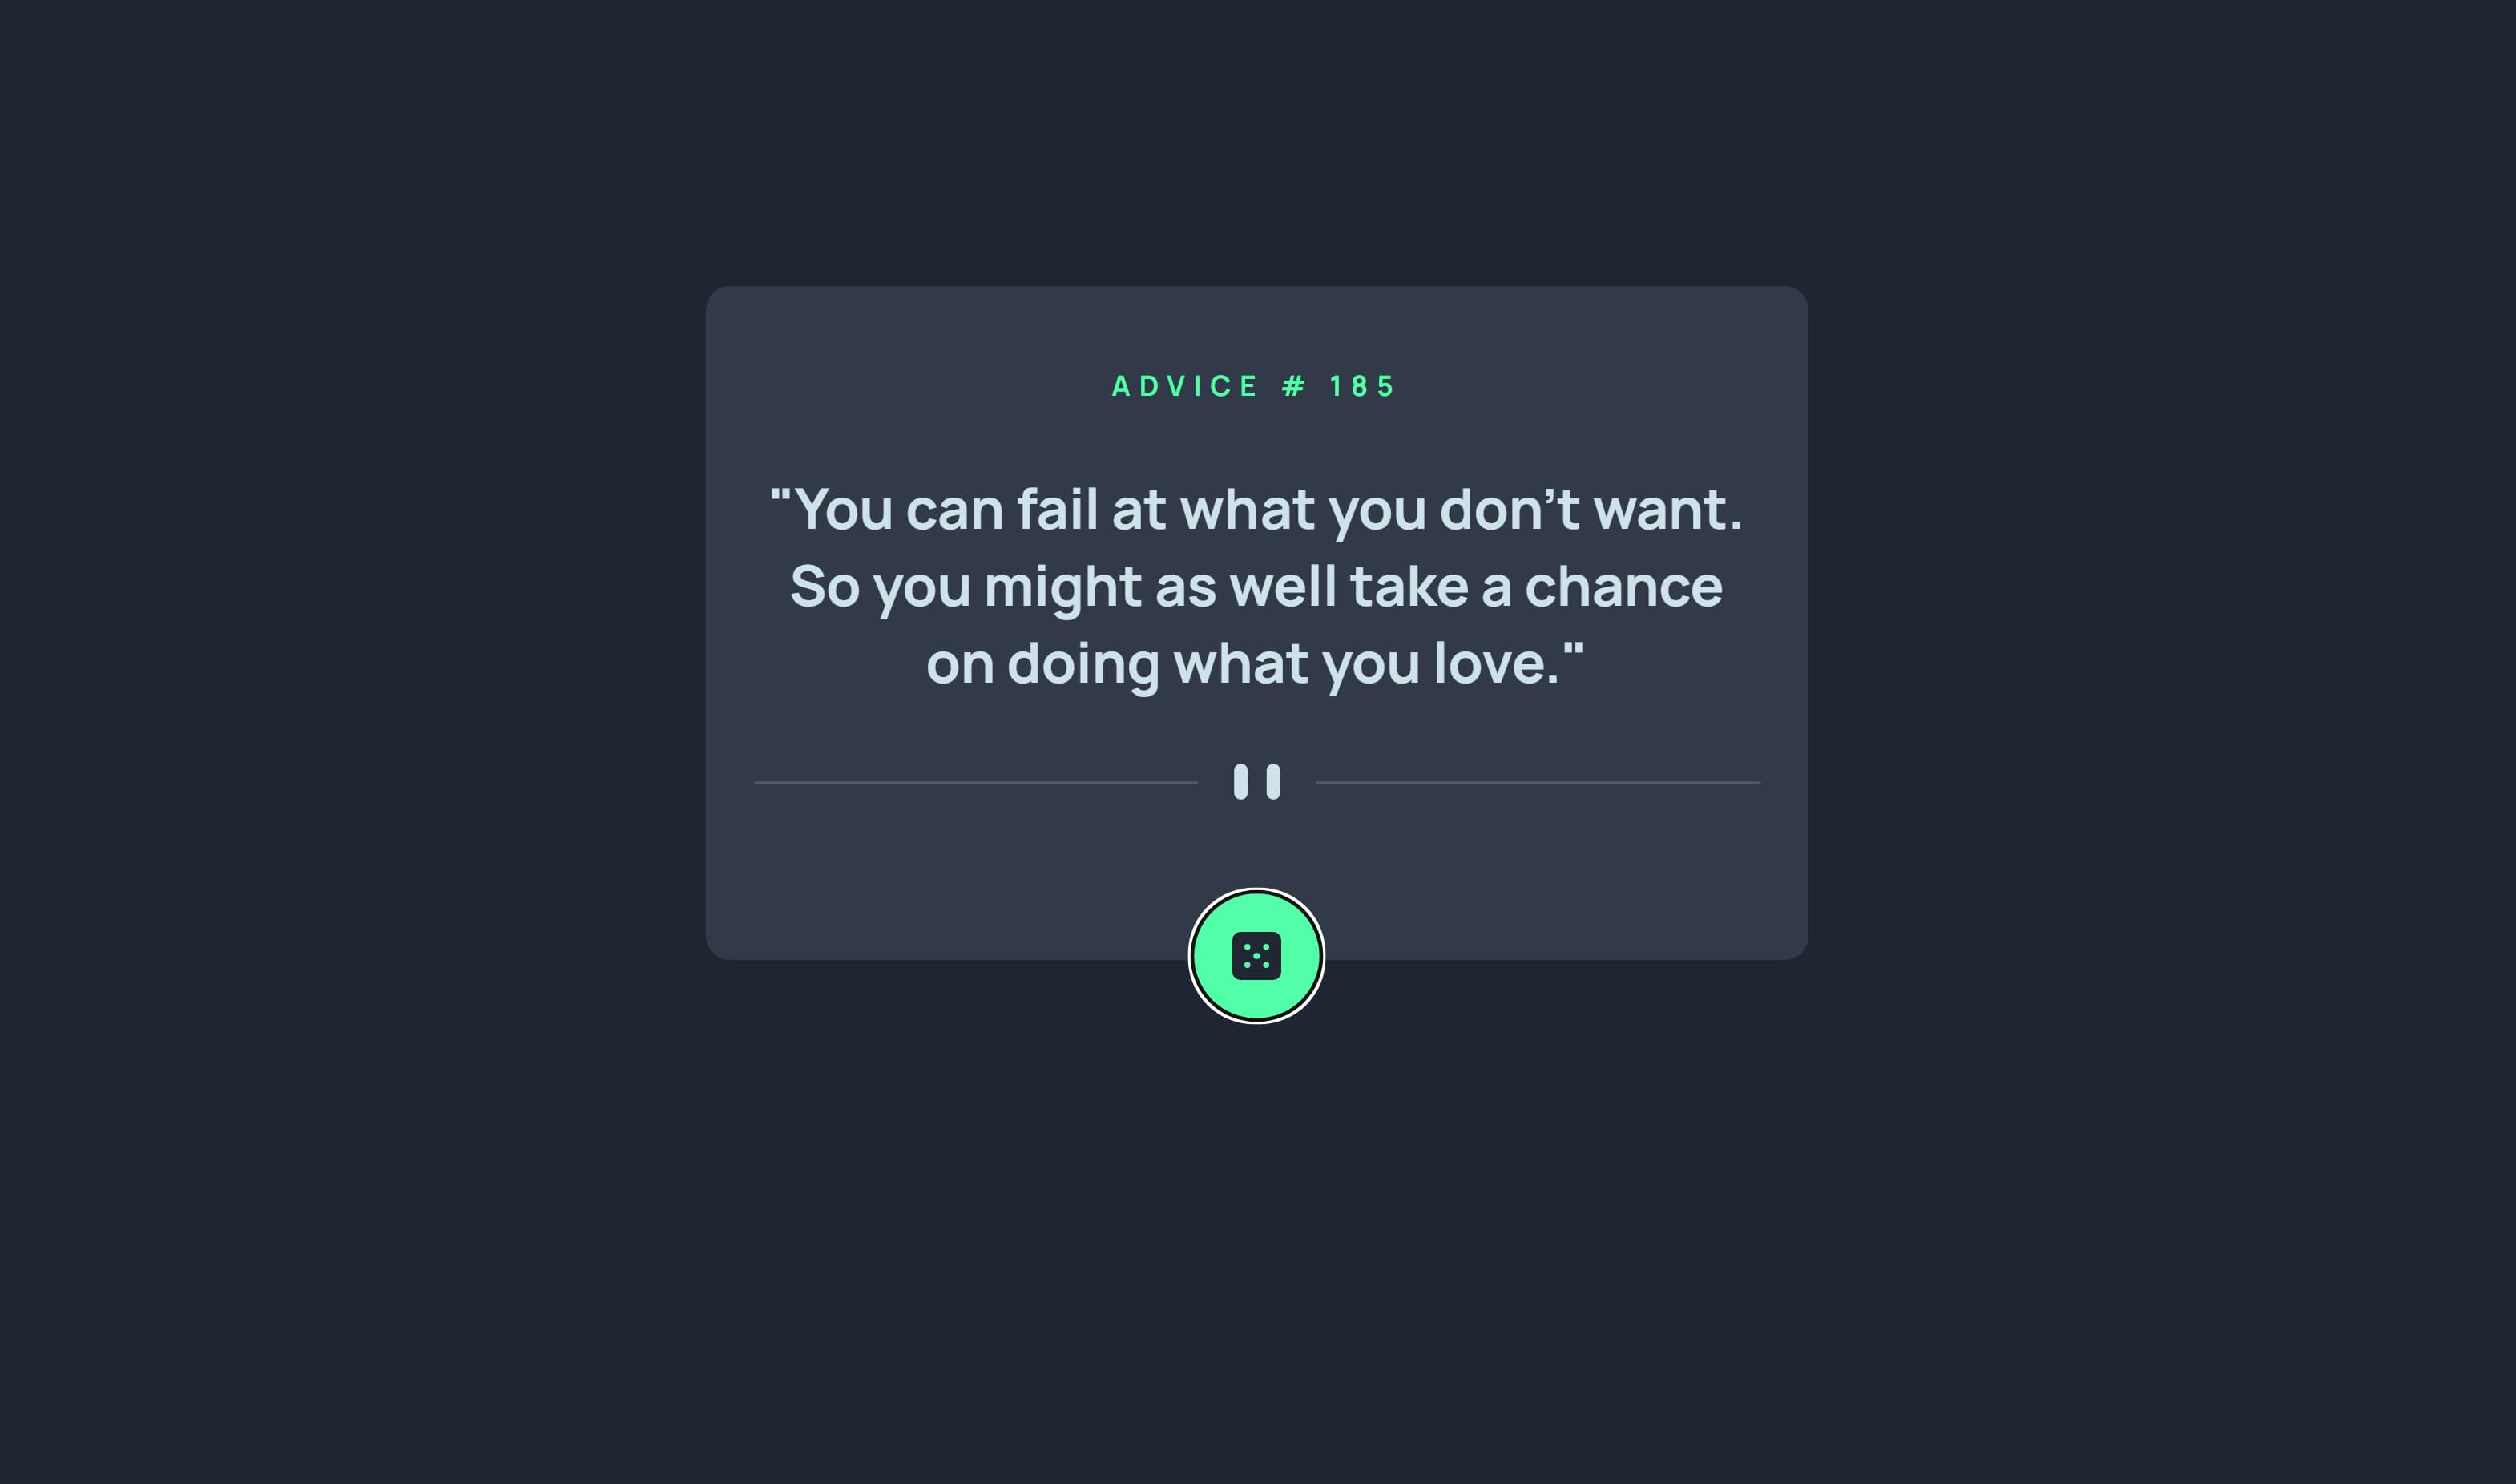 ADVICE # 185
"You can fail at what you don’t want.
So you might as well take a chance
on doing what you love."